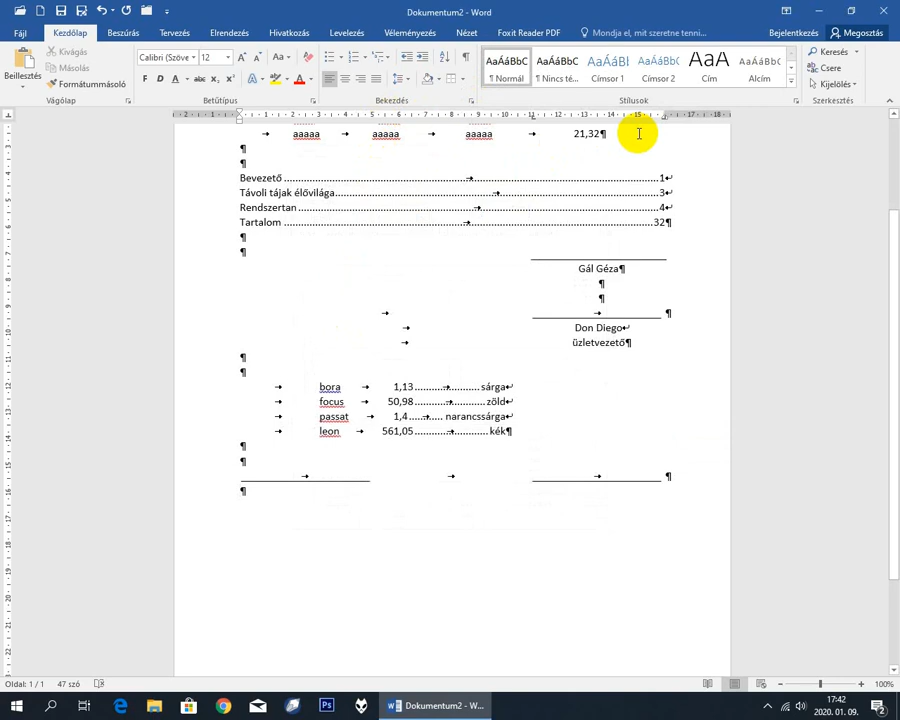 Dokumentum2 - Word
Fájl Kezdőlap Beszúrás Tervezés Elrendezés Hivatkozás Levelezés Véleményezés Nézet Foxit Reader PDF Mondja el, mit szeretne tenni... Bejelentkezés Megosztás
Beillesztés
Kivágás
Másolás
Formátummásoló
Vágólap
Calibri (Szöve 12
Betűtípus
Bekezdés
AaÁáBbC AaÁáBbC AaÁáBbI AaÁáBbC AaÁ AaÁáBbC
¶ Normál ¶ Nincs té... Címsor 1 Címsor 2 Cím Alcím
Stílusok
Keresés
Csere
Kijelölés
Szerkesztés
aaaaa aaaaa aaaaa 21,32¶
¶
¶
Bevezető 1
Távoli tájak élővilága 3
Rendszertan 4
Tartalom 32¶
¶
¶
Gál Géza¶
¶
¶
¶
Don Diego
üzletvezető¶
¶
¶
bora 1,13 sárga
focus 50,98 zöld
passat 1,4 narancssárga
leon 561,05 kék¶
¶
¶
¶
¶
Oldal: 1 / 1 47 szó 100%
Dokumentum2 - W...
17:42
2020. 01. 09.